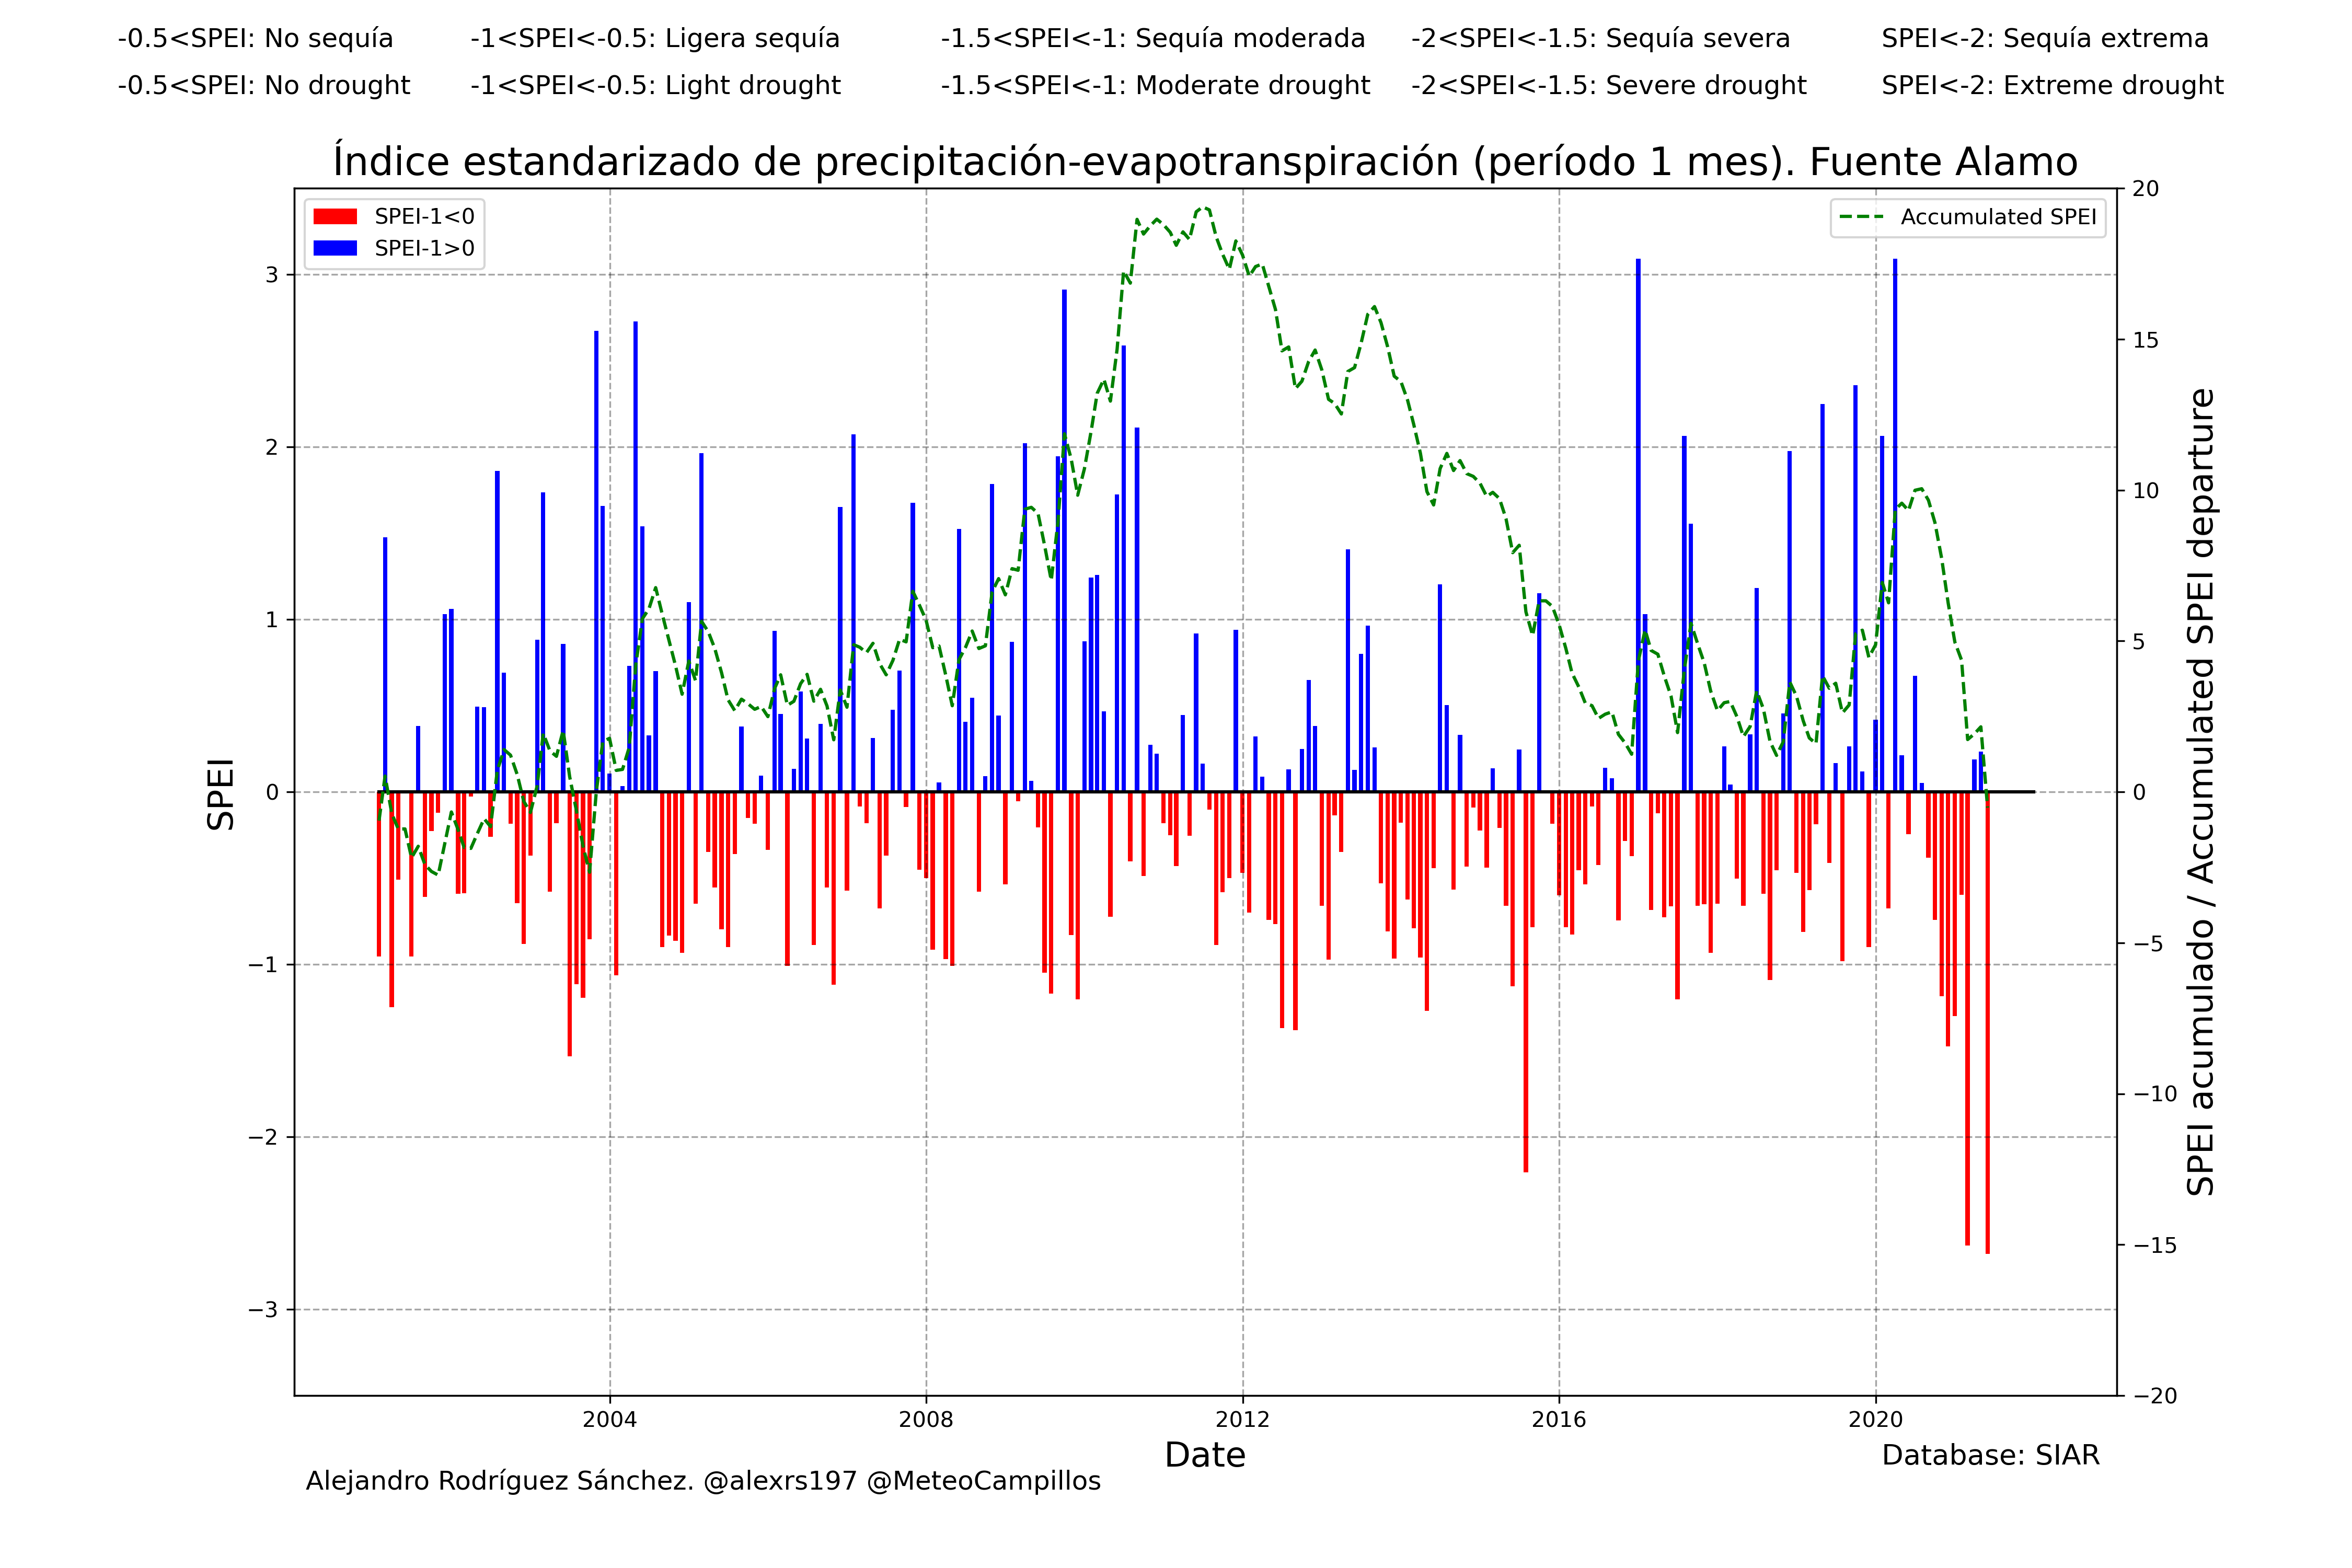 -0.5<SPEI: No sequía -1<SPEI<-0.5: Ligera sequía -1.5<SPEI<-1: Sequía moderada -2<SPEI<-1.5: Sequía severa SPEI<-2: Sequía extrema
-0.5<SPEI: No drought -1<SPEI<-0.5: Light drought -1.5<SPEI<-1: Moderate drought -2<SPEI<-1.5: Severe drought SPEI<-2: Extreme drought
Índice estandarizado de precipitación-evapotranspiración (período 1 mes). Fuente Alamo
SPEI-1<0
SPEI-1>0
Accumulated SPEI
SPEI
3
2
1
0
−1
−2
−3
20
15
10
5
0
−5
−10
−15
−20
SPEI acumulado / Accumulated SPEI departure
2004 2008 2012 2016 2020
Date
Database: SIAR
Alejandro Rodríguez Sánchez. @alexrs197 @MeteoCampillos